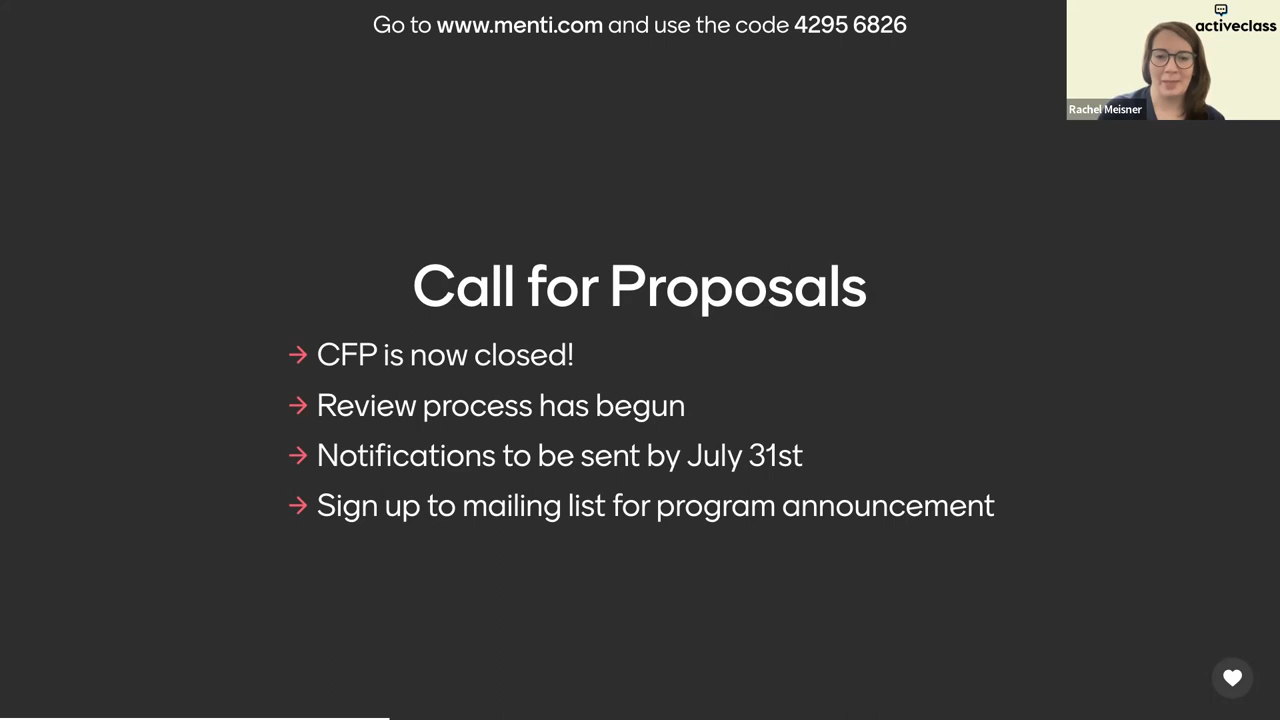 Go to www.menti.com and use the code 4295 6826
activeclass
Rachel Meisner
Call for Proposals
→ CFP is now closed!
→ Review process has begun
→ Notifications to be sent by July 31st
→ Sign up to mailing list for program announcement